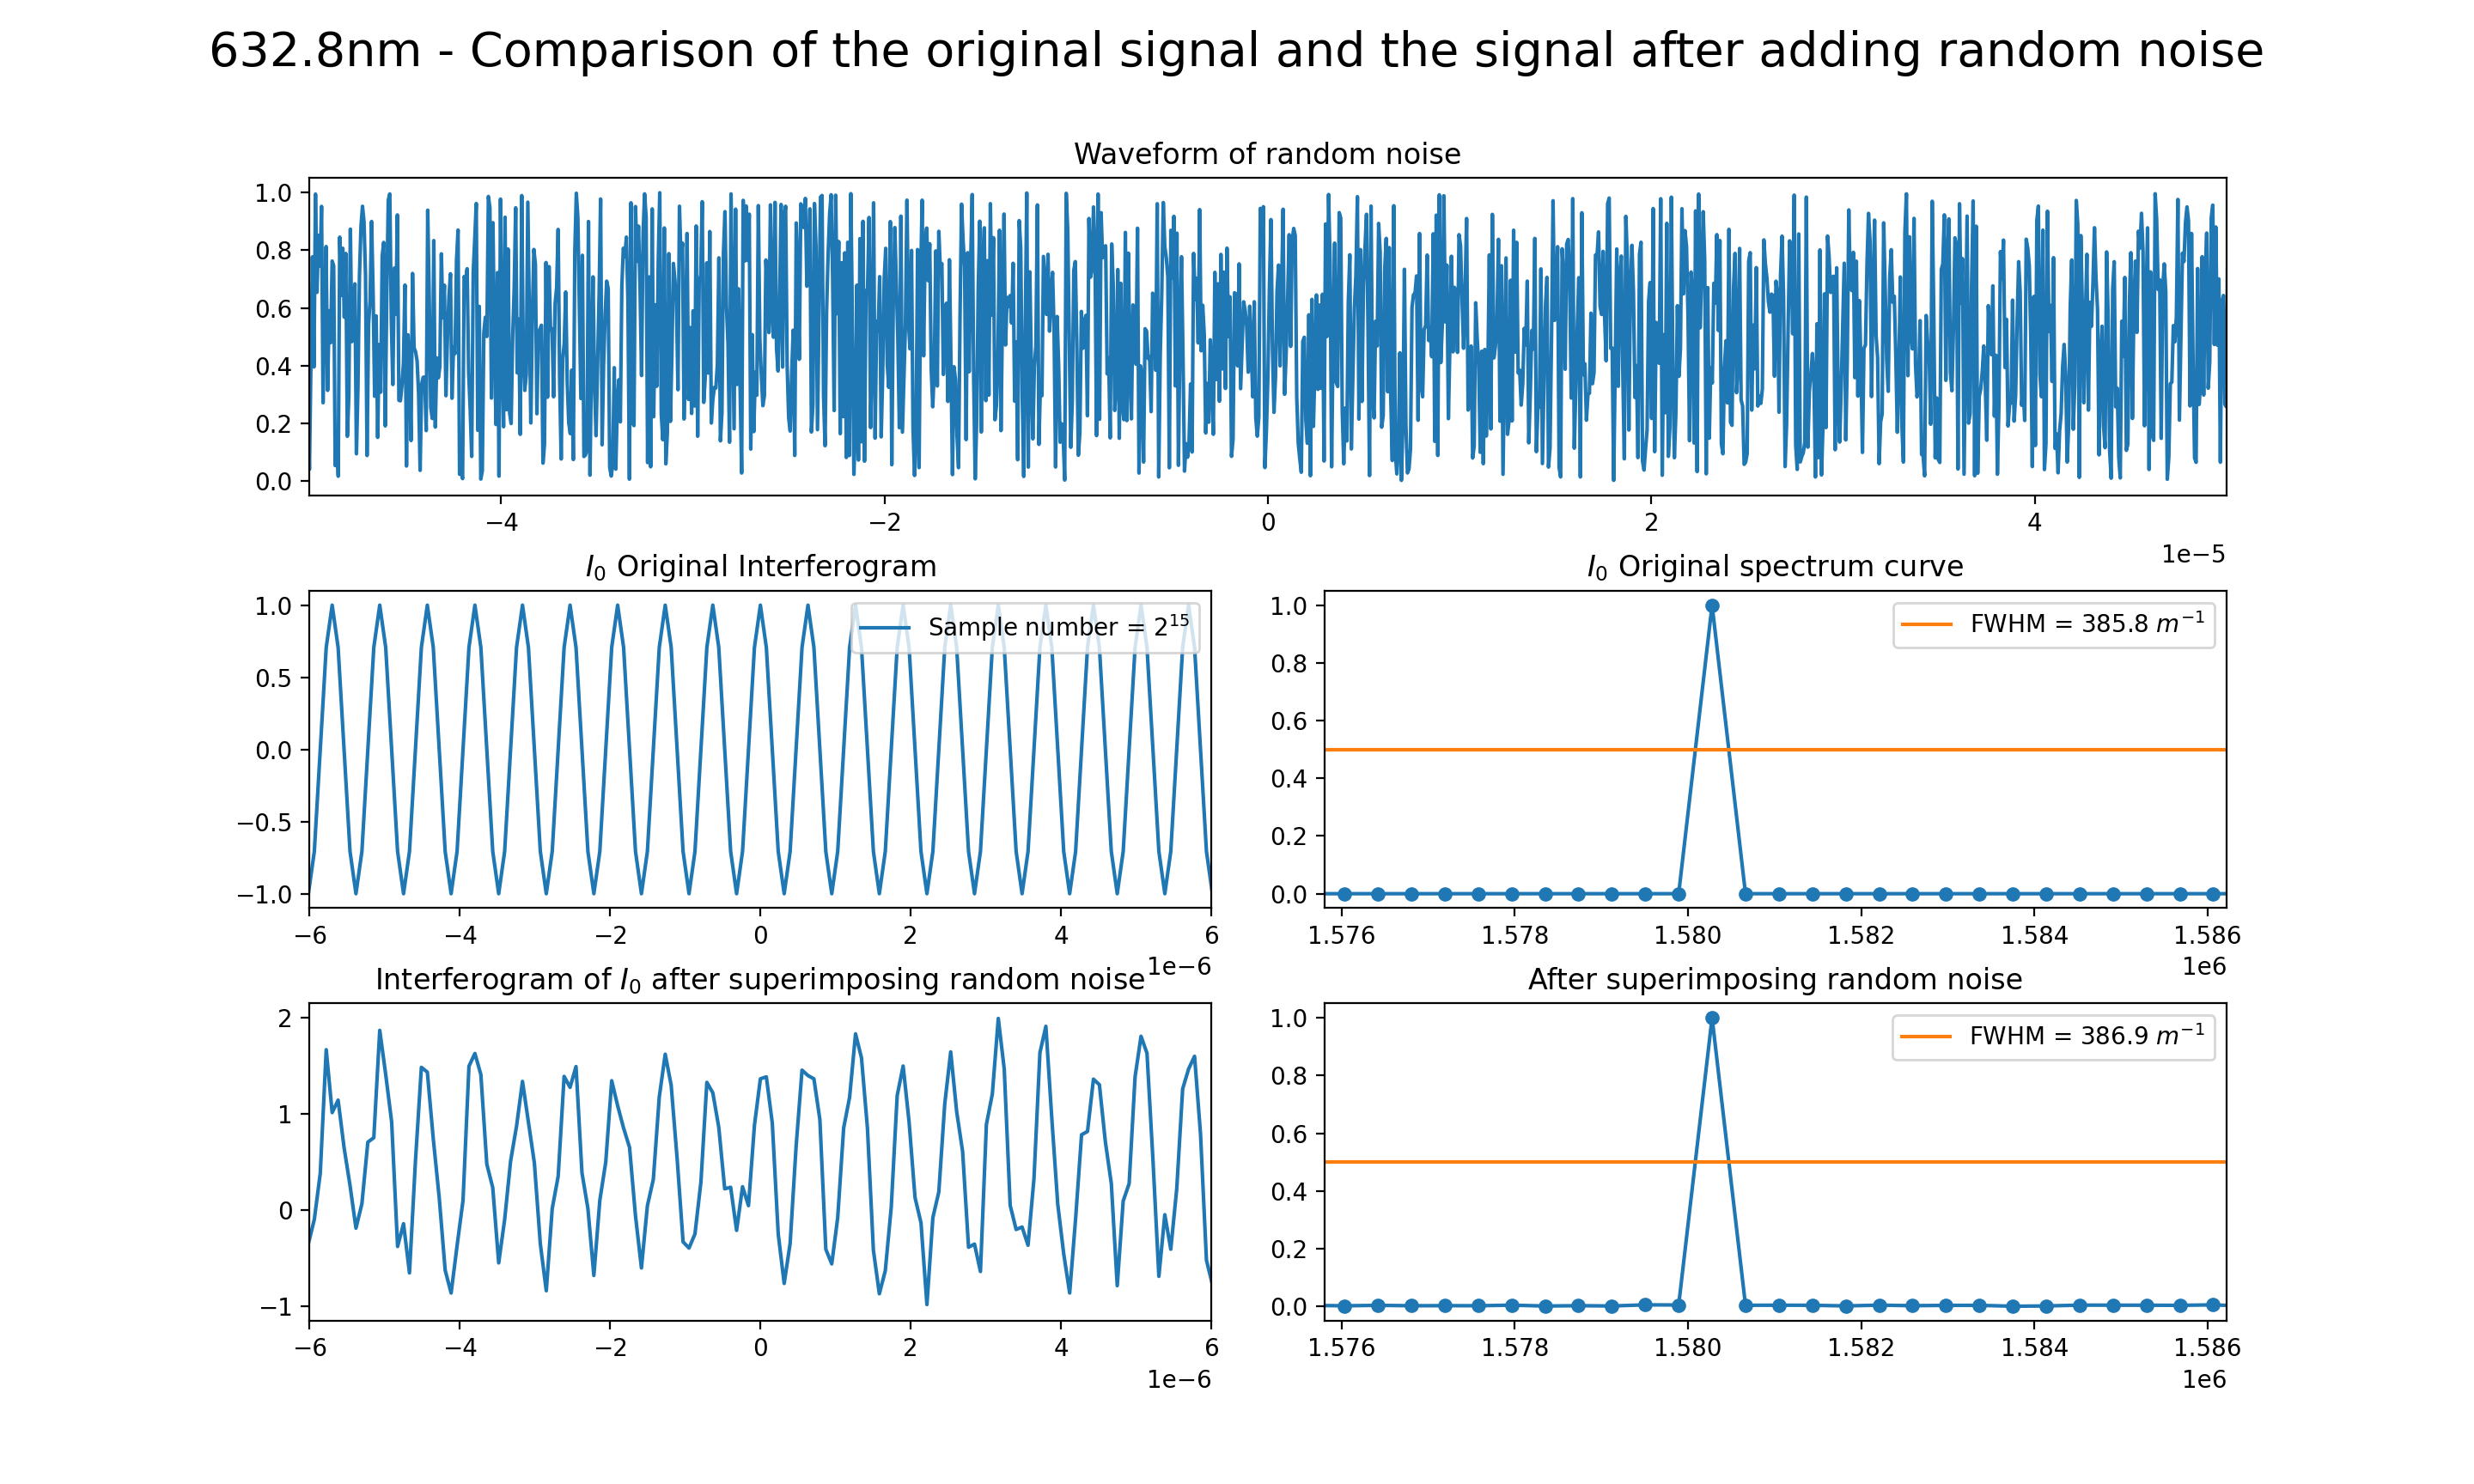 632.8nm - Comparison of the original signal and the signal after adding random noise
Waveform of random noise
1.0
0.8
0.6
0.4
0.2
0.0
−4 −2 0 2 4
1e−5
I₀ Original Interferogram
1.0
0.5
0.0
−0.5
−1.0
Sample number = 2¹⁵
−6 −4 −2 0 2 4 6
1e−6
I₀ Original spectrum curve
1.0
0.8
0.6
0.4
0.2
0.0
FWHM = 385.8 m⁻¹
1.576 1.578 1.580 1.582 1.584 1.586
1e6
Interferogram of I₀ after superimposing random noise
2
1
0
−1
−6 −4 −2 0 2 4 6
1e−6
After superimposing random noise
1.0
0.8
0.6
0.4
0.2
0.0
FWHM = 386.9 m⁻¹
1.576 1.578 1.580 1.582 1.584 1.586
1e6